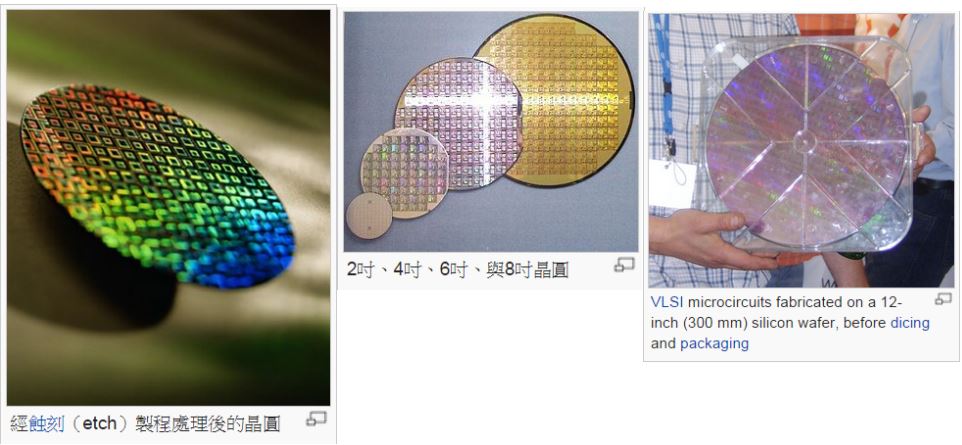 經蝕刻（etch）製程處理後的晶圓
2吋、4吋、6吋、與8吋晶圓
VLSI microcircuits fabricated on a 12-
inch (300 mm) silicon wafer, before dicing
and packaging